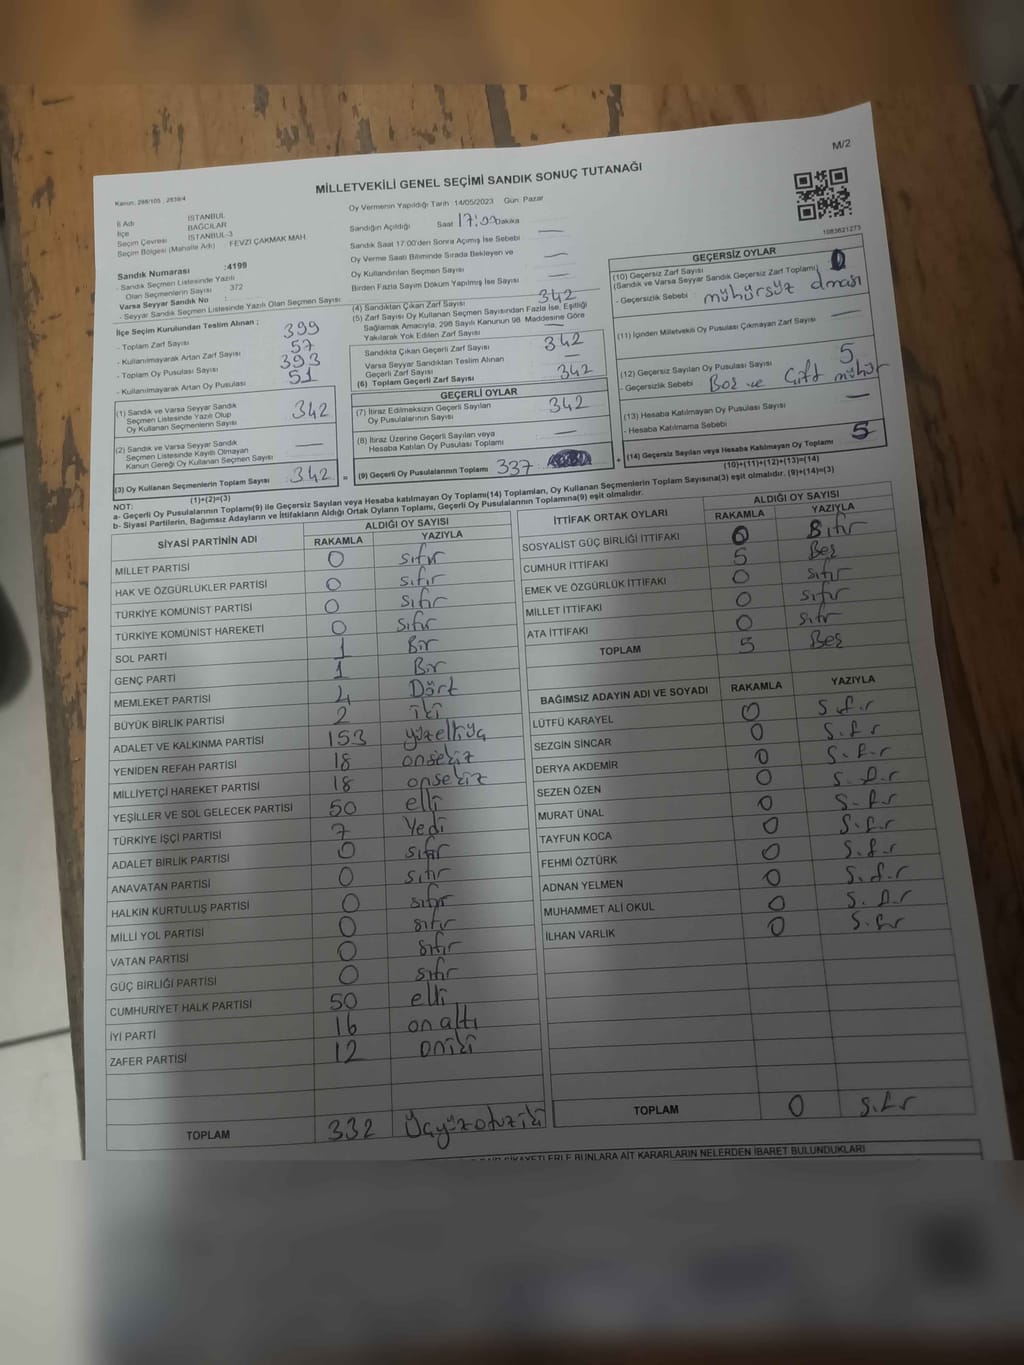 M/2
MİLLETVEKİLİ GENEL SEÇİMİ SANDIK SONUÇ TUTANAĞI
Kanun: 298/105 ; 2839/4
İl Adı İSTANBUL
İlçe BAĞCILAR
Seçim Çevresi İSTANBUL-3
Seçim Bölgesi (Mahalle Adı) FEVZİ ÇAKMAK MAH.
Sandık Numarası :4199
- Sandık Seçmen Listesinde Yazılı
Olan Seçmenlerin Sayısı 372
Varsa Seyyar Sandık No :
- Seyyar Sandık Seçmen Listesinde Yazılı Olan Seçmen Sayısı
İlçe Seçim Kurulundan Teslim Alınan ;
- Toplam Zarf Sayısı 399
- Kullanılmayarak Artan Zarf Sayısı 57
- Toplam Oy Pusulası Sayısı 393
- Kullanılmayarak Artan Oy Pusulası 51
(1) Sandık ve Varsa Seyyar Sandık
Seçmen Listesinde Yazılı Olup
Oy Kullanan Seçmenlerin Sayısı 342
(2) Sandık ve Varsa Seyyar Sandık
Seçmen Listesinde Kayıtlı Olmayan
Kanun Gereği Oy Kullanan Seçmen Sayısı —
(3) Oy Kullanan Seçmenlerin Toplam Sayısı 342
(1)+(2)=(3)
Oy Vermenin Yapıldığı Tarih 14/05/2023 Gün: Pazar
Sandığın Açıldığı Saat 17:00 Dakika
Sandık Saat 17.00'den Sonra Açımış İse Sebebi —
Oy Verme Saati Bitiminde Sırada Bekleyen ve
Oy Kullandırılan Seçmen Sayısı —
Birden Fazla Sayım Döküm Yapılmış İse Sayısı —
(4) Sandıktan Çıkan Zarf Sayısı 342
(5) Zarf Sayısı Oy Kullanan Seçmen Sayısından Fazla İse, Eşitliği
Sağlamak Amacıyla, 298 Sayılı Kanunun 98. Maddesine Göre
Yakılarak Yok Edilen Zarf Sayısı —
Sandıkta Çıkan Geçerli Zarf Sayısı 342
Varsa Seyyar Sandıktan Teslim Alınan
Geçerli Zarf Sayısı —
(6) Toplam Geçerli Zarf Sayısı 342
GEÇERLİ OYLAR
(7) İtiraz Edilmeksizin Geçerli Sayılan
Oy Pusulalarının Sayısı 342
(8) İtiraz Üzerine Geçerli Sayılan veya
Hesaba Katılan Oy Pusulası Toplamı —
(9) Geçerli Oy Pusulalarının Toplamı 337
1083621273
GEÇERSİZ OYLAR
(10) Geçersiz Zarf Sayısı
(Sandık ve Varsa Seyyar Sandık Geçersiz Zarf Toplamı) 0
- Geçersizlik Sebebi : mühürsüz olması
(11) İçinden Milletvekili Oy Pusulası Çıkmayan Zarf Sayısı —
(12) Geçersiz Sayılan Oy Pusulası Sayısı 5
- Geçersizlik Sebebi : Boş ve Çift mühür
(13) Hesaba Katılmayan Oy Pusulası Sayısı —
- Hesaba Katılmama Sebebi
(14) Geçersiz Sayılan veya Hesaba Katılmayan Oy Toplamı 5
(10)+(11)+(12)+(13)=(14)
NOT:
a- Geçerli Oy Pusulalarının Toplamı(9) ile Geçersiz Sayılan veya Hesaba katılmayan Oy Toplamı(14) Toplamları, Oy Kullanan Seçmenlerin Toplam Sayısına(3) eşit olmalıdır. (9)+(14)=(3)
b- Siyasi Partilerin, Bağımsız Adayların ve İttifakların Aldığı Ortak Oyların Toplamı, Geçerli Oy Pusulalarının Toplamına(9) eşit olmalıdır.
SİYASİ PARTİNİN ADI ALDIĞI OY SAYISI
RAKAMLA YAZIYLA
MİLLET PARTİSİ 0 sıfır
HAK VE ÖZGÜRLÜKLER PARTİSİ 0 sıfır
TÜRKİYE KOMÜNİST PARTİSİ 0 sıfır
TÜRKİYE KOMÜNİST HAREKETİ 0 sıfır
SOL PARTİ 1 Bir
GENÇ PARTİ 1 Bir
MEMLEKET PARTİSİ 4 Dört
BÜYÜK BİRLİK PARTİSİ 2 iki
ADALET VE KALKINMA PARTİSİ 153 yüzelliüç
YENİDEN REFAH PARTİSİ 18 onsekiz
MİLLİYETÇİ HAREKET PARTİSİ 18 onsekiz
YEŞİLLER VE SOL GELECEK PARTİSİ 50 elli
TÜRKİYE İŞÇİ PARTİSİ 7 Yedi
ADALET BİRLİK PARTİSİ 0 sıfır
ANAVATAN PARTİSİ 0 sıfır
HALKIN KURTULUŞ PARTİSİ 0 sıfır
MİLLİ YOL PARTİSİ 0 sıfır
VATAN PARTİSİ 0 sıfır
GÜÇ BİRLİĞİ PARTİSİ 0 sıfır
CUMHURİYET HALK PARTİSİ 50 elli
İYİ PARTİ 16 on altı
ZAFER PARTİSİ 12 oniki
TOPLAM 332 Üçyüzotuziki
İTTİFAK ORTAK OYLARI ALDIĞI OY SAYISI
RAKAMLA YAZIYLA
SOSYALİST GÜÇ BİRLİĞİ İTTİFAKI 0 Sıfır
CUMHUR İTTİFAKI 5 Beş
EMEK VE ÖZGÜRLÜK İTTİFAKI 0 sıfır
MİLLET İTTİFAKI 0 sıfır
ATA İTTİFAKI 0 sıfır
TOPLAM 5 Beş
BAĞIMSIZ ADAYIN ADI VE SOYADI RAKAMLA YAZIYLA
LÜTFÜ KARAYEL 0 Sıfır
SEZGİN SİNCAR 0 Sıfır
DERYA AKDEMİR 0 Sıfır
SEZEN ÖZEN 0 Sıfır
MURAT ÜNAL 0 Sıfır
TAYFUN KOCA 0 Sıfır
FEHMİ ÖZTÜRK 0 Sıfır
ADNAN YELMEN 0 Sıfır
MUHAMMET ALİ OKUL 0 Sıfır
İLHAN VARLIK 0 Sıfır
TOPLAM 0 Sıfır
ŞİKAYETLERLE BUNLARA AİT KARARLARIN NELERDEN İBARET BULUNDUKLARI